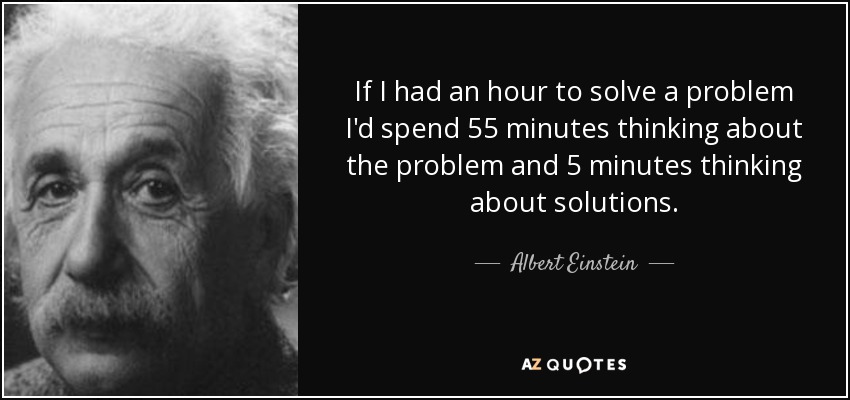 If I had an hour to solve a problem
I'd spend 55 minutes thinking about
the problem and 5 minutes thinking
about solutions.
Albert Einstein
AZ QUOTES